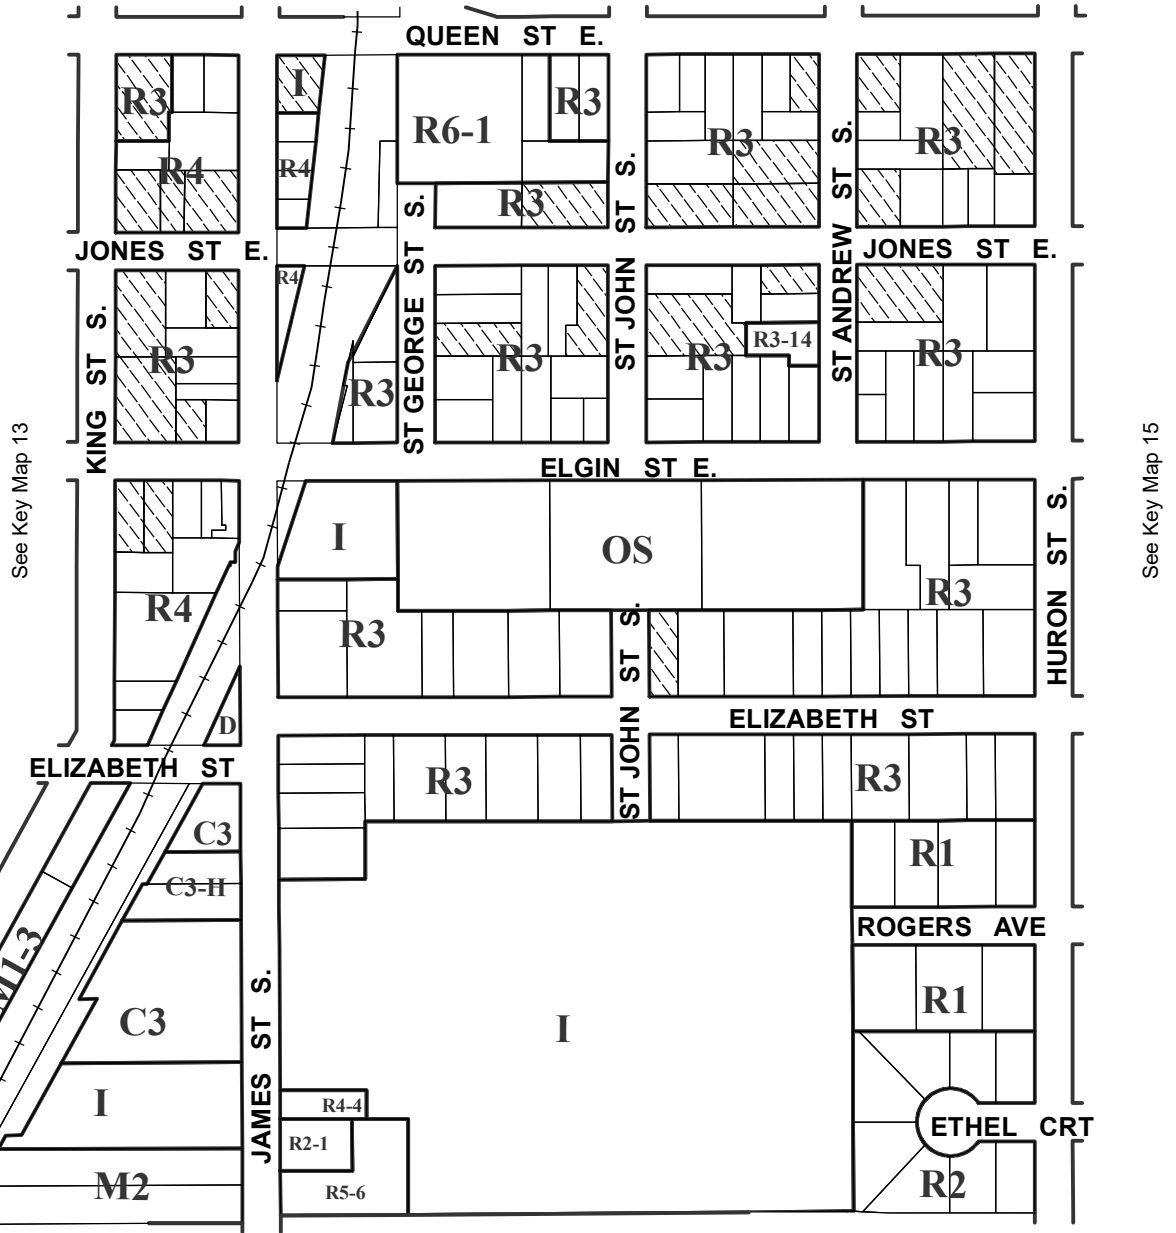 QUEEN ST E.
R3
I
R6-1
R3
R3
R3
R4
R4
R3
JONES ST E.
ST GEORGE ST S.
ST JOHN ST S.
ST ANDREW ST S.
JONES ST E.
R4
KING ST S.
R3
R3
R3
R3
R3-14
R3
See Key Map 13
See Key Map 15
ELGIN ST E.
I
OS
R3
R4
R3
HURON ST S.
D
ST JOHN ST S.
ELIZABETH ST
ELIZABETH ST
R3
R3
C3
R1
C3-H
ROGERS AVE
M1-3
C3
I
R1
JAMES ST S.
I
R4-4
R2-1
ETHEL CRT
M2
R5-6
R2